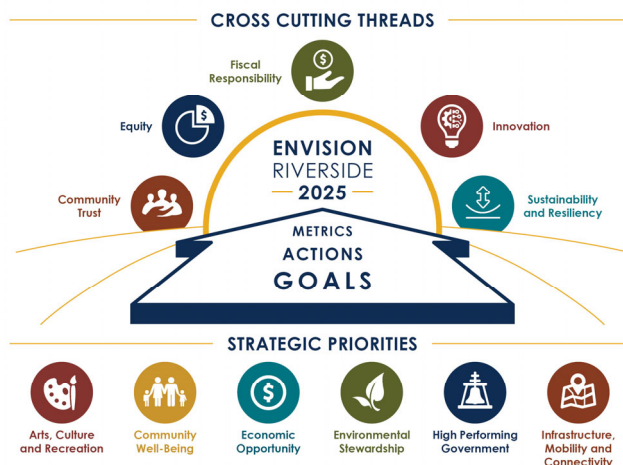 CROSS CUTTING THREADS
Fiscal
Responsibility
$
Equity
$
Innovation
Community
Trust
Sustainability
and Resiliency
ENVISION
RIVERSIDE
2025
METRICS
ACTIONS
GOALS
STRATEGIC PRIORITIES
$
Arts, Culture
and Recreation
Community
Well-Being
Economic
Opportunity
Environmental
Stewardship
High Performing
Government
Infrastructure,
Mobility and
Connectivity